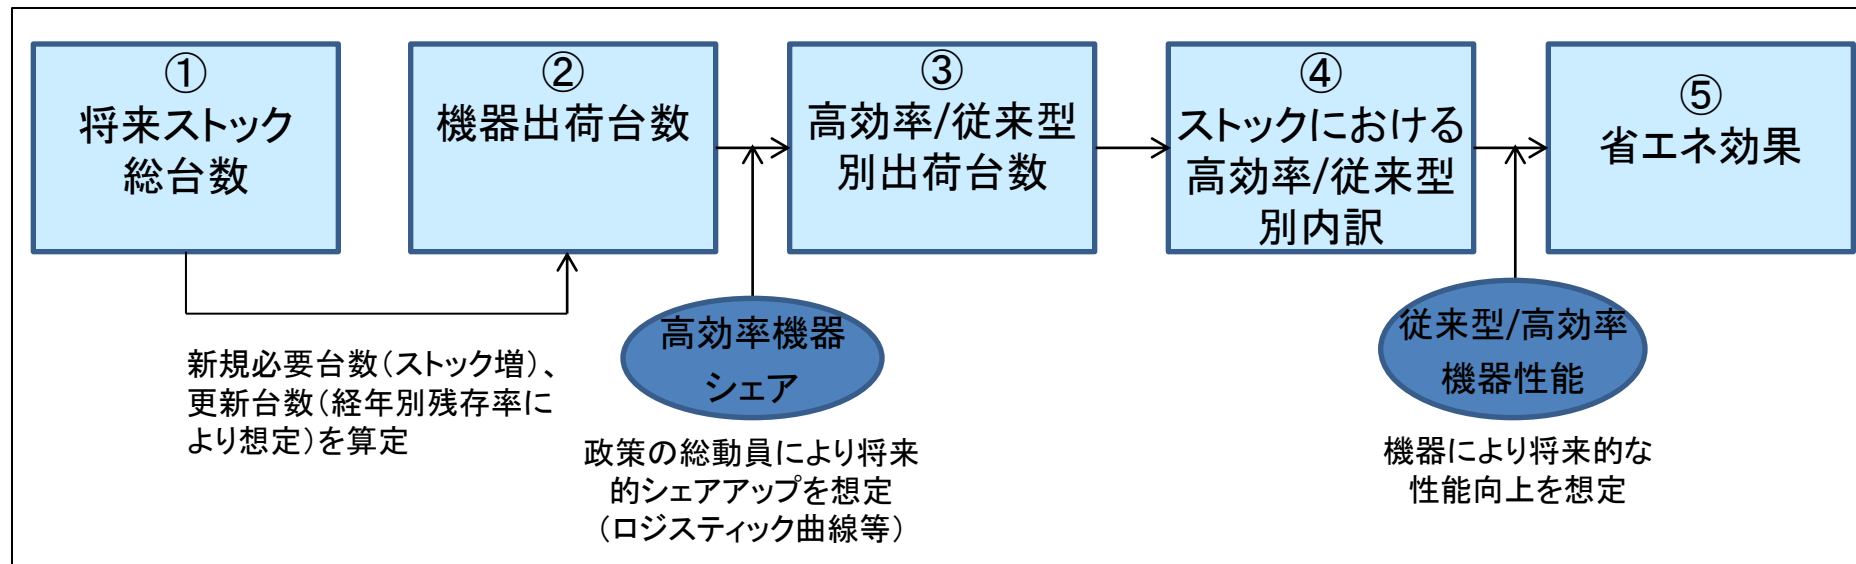 ①
将来ストック
総台数
②
機器出荷台数
③
高効率/従来型
別出荷台数
④
ストックにおける
高効率/従来型
別内訳
⑤
省エネ効果
新規必要台数(ストック増)、
更新台数(経年別残存率に
より想定)を算定
高効率機器
シェア
政策の総動員により将来
的シェアアップを想定
(ロジスティック曲線等)
従来型/高効率
機器性能
機器により将来的な
性能向上を想定